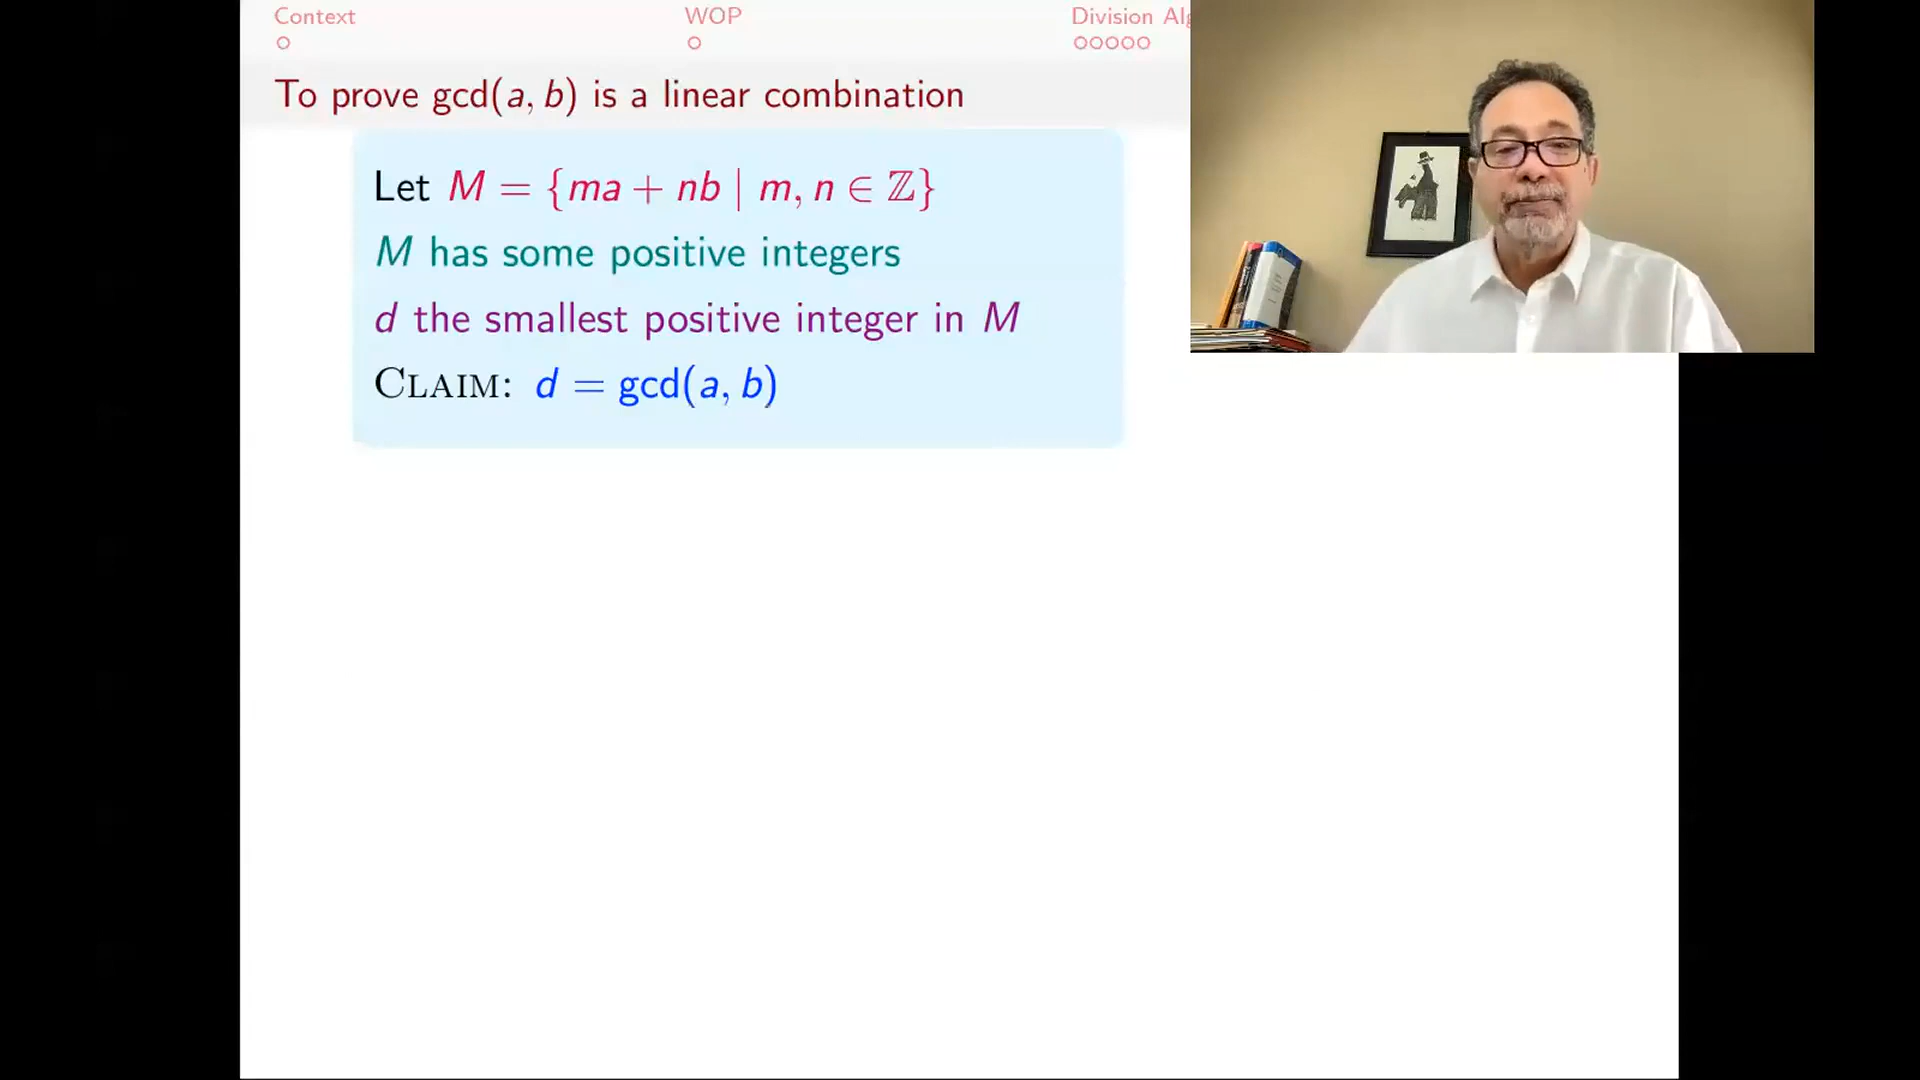 Context
WOP
Division Alg
To prove gcd(a, b) is a linear combination
Let M = {ma + nb | m, n ∈ ℤ}
M has some positive integers
d the smallest positive integer in M
CLAIM: d = gcd(a, b)